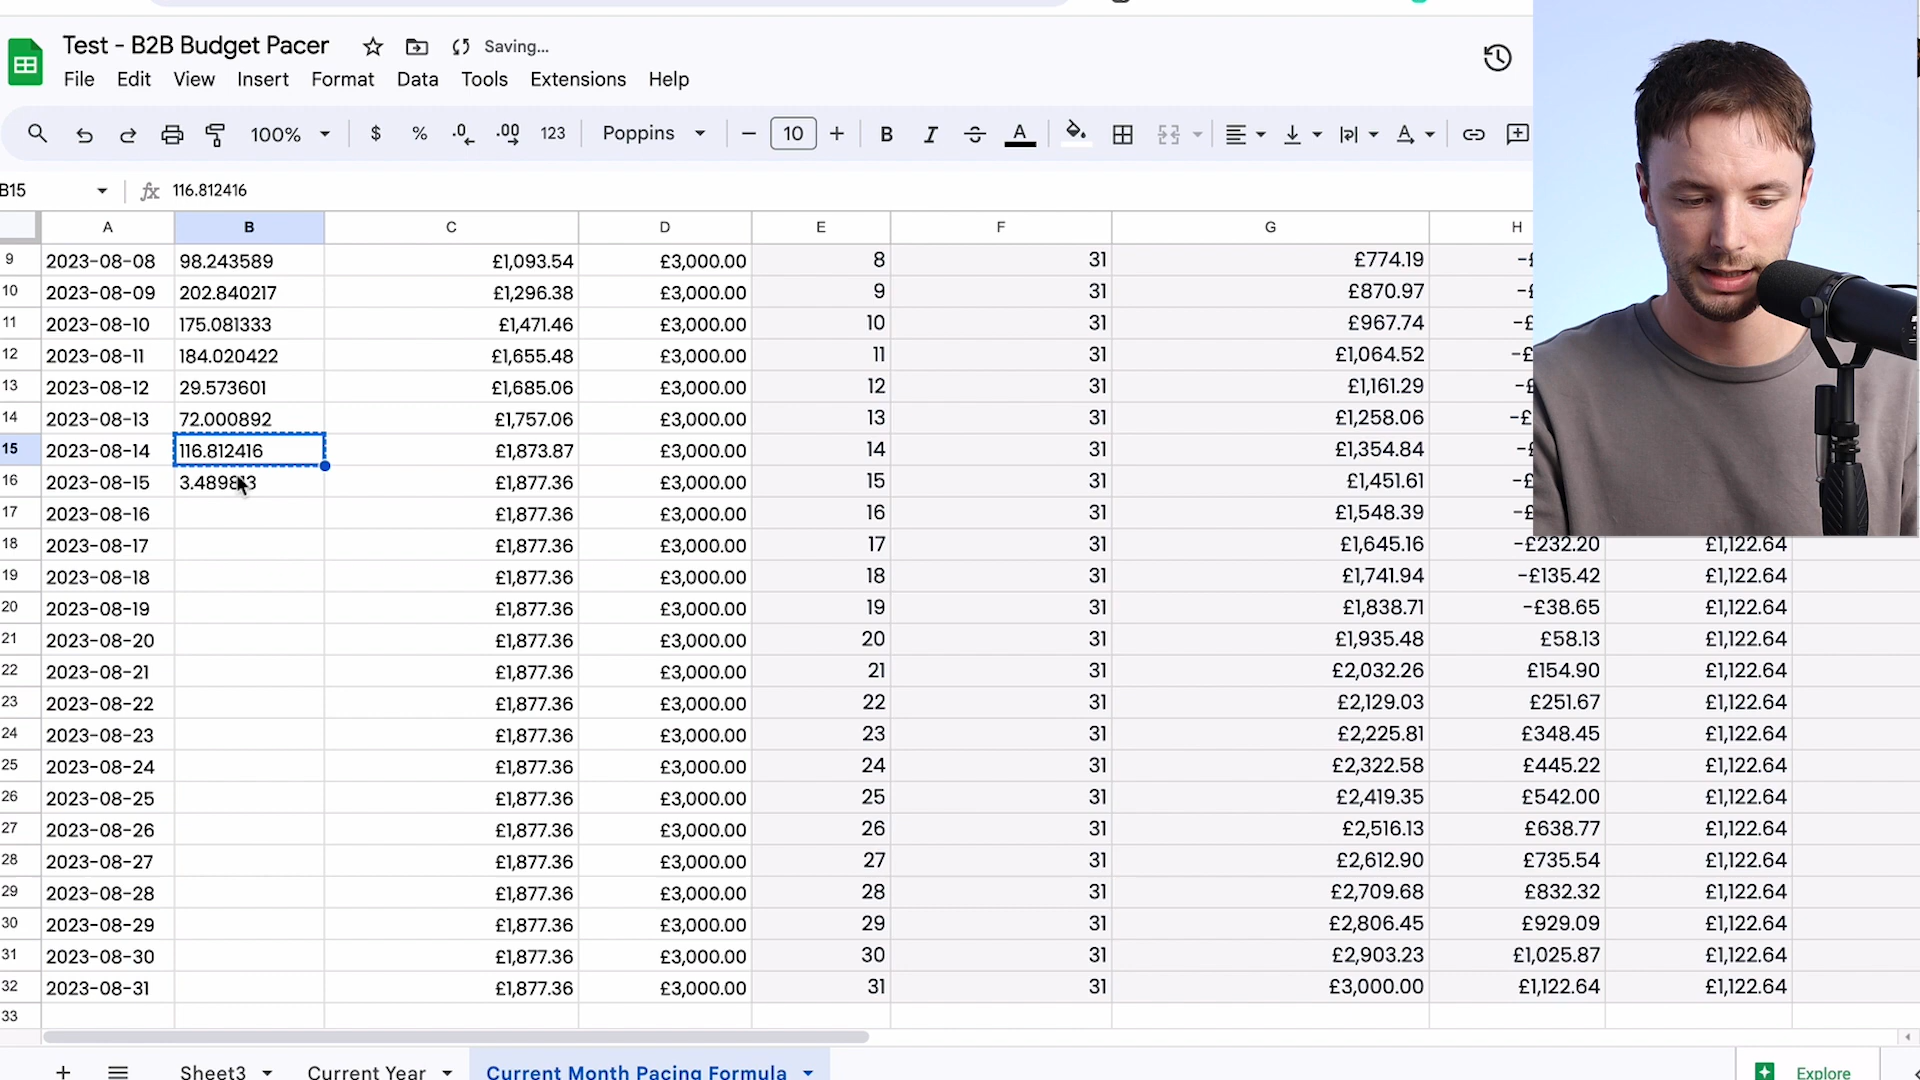 Test - B2B Budget Pacer Saving...
File Edit View Insert Format Data Tools Extensions Help
100% $ % .0 .00 123 Poppins 10 B I A
B15 fx 116.812416
A B C D E F G H
9 2023-08-08 98.243589 £1,093.54 £3,000.00 8 31 £774.19 -£
10 2023-08-09 202.840217 £1,296.38 £3,000.00 9 31 £870.97 -£
11 2023-08-10 175.081333 £1,471.46 £3,000.00 10 31 £967.74 -£
12 2023-08-11 184.020422 £1,655.48 £3,000.00 11 31 £1,064.52 -£
13 2023-08-12 29.573601 £1,685.06 £3,000.00 12 31 £1,161.29 -£
14 2023-08-13 72.000892 £1,757.06 £3,000.00 13 31 £1,258.06 -£
15 2023-08-14 116.812416 £1,873.87 £3,000.00 14 31 £1,354.84 -£
16 2023-08-15 £1,877.36 £3,000.00 15 31 £1,451.61 -£
17 2023-08-16 £1,877.36 £3,000.00 16 31 £1,548.39 -£
18 2023-08-17 £1,877.36 £3,000.00 17 31 £1,645.16 -£232.20 £1,122.64
19 2023-08-18 £1,877.36 £3,000.00 18 31 £1,741.94 -£135.42 £1,122.64
20 2023-08-19 £1,877.36 £3,000.00 19 31 £1,838.71 -£38.65 £1,122.64
21 2023-08-20 £1,877.36 £3,000.00 20 31 £1,935.48 £58.13 £1,122.64
22 2023-08-21 £1,877.36 £3,000.00 21 31 £2,032.26 £154.90 £1,122.64
23 2023-08-22 £1,877.36 £3,000.00 22 31 £2,129.03 £251.67 £1,122.64
24 2023-08-23 £1,877.36 £3,000.00 23 31 £2,225.81 £348.45 £1,122.64
25 2023-08-24 £1,877.36 £3,000.00 24 31 £2,322.58 £445.22 £1,122.64
26 2023-08-25 £1,877.36 £3,000.00 25 31 £2,419.35 £542.00 £1,122.64
27 2023-08-26 £1,877.36 £3,000.00 26 31 £2,516.13 £638.77 £1,122.64
28 2023-08-27 £1,877.36 £3,000.00 27 31 £2,612.90 £735.54 £1,122.64
29 2023-08-28 £1,877.36 £3,000.00 28 31 £2,709.68 £832.32 £1,122.64
30 2023-08-29 £1,877.36 £3,000.00 29 31 £2,806.45 £929.09 £1,122.64
31 2023-08-30 £1,877.36 £3,000.00 30 31 £2,903.23 £1,025.87 £1,122.64
32 2023-08-31 £1,877.36 £3,000.00 31 31 £3,000.00 £1,122.64 £1,122.64
33
Sheet3 Current Year Current Month Pacing Formula Explore